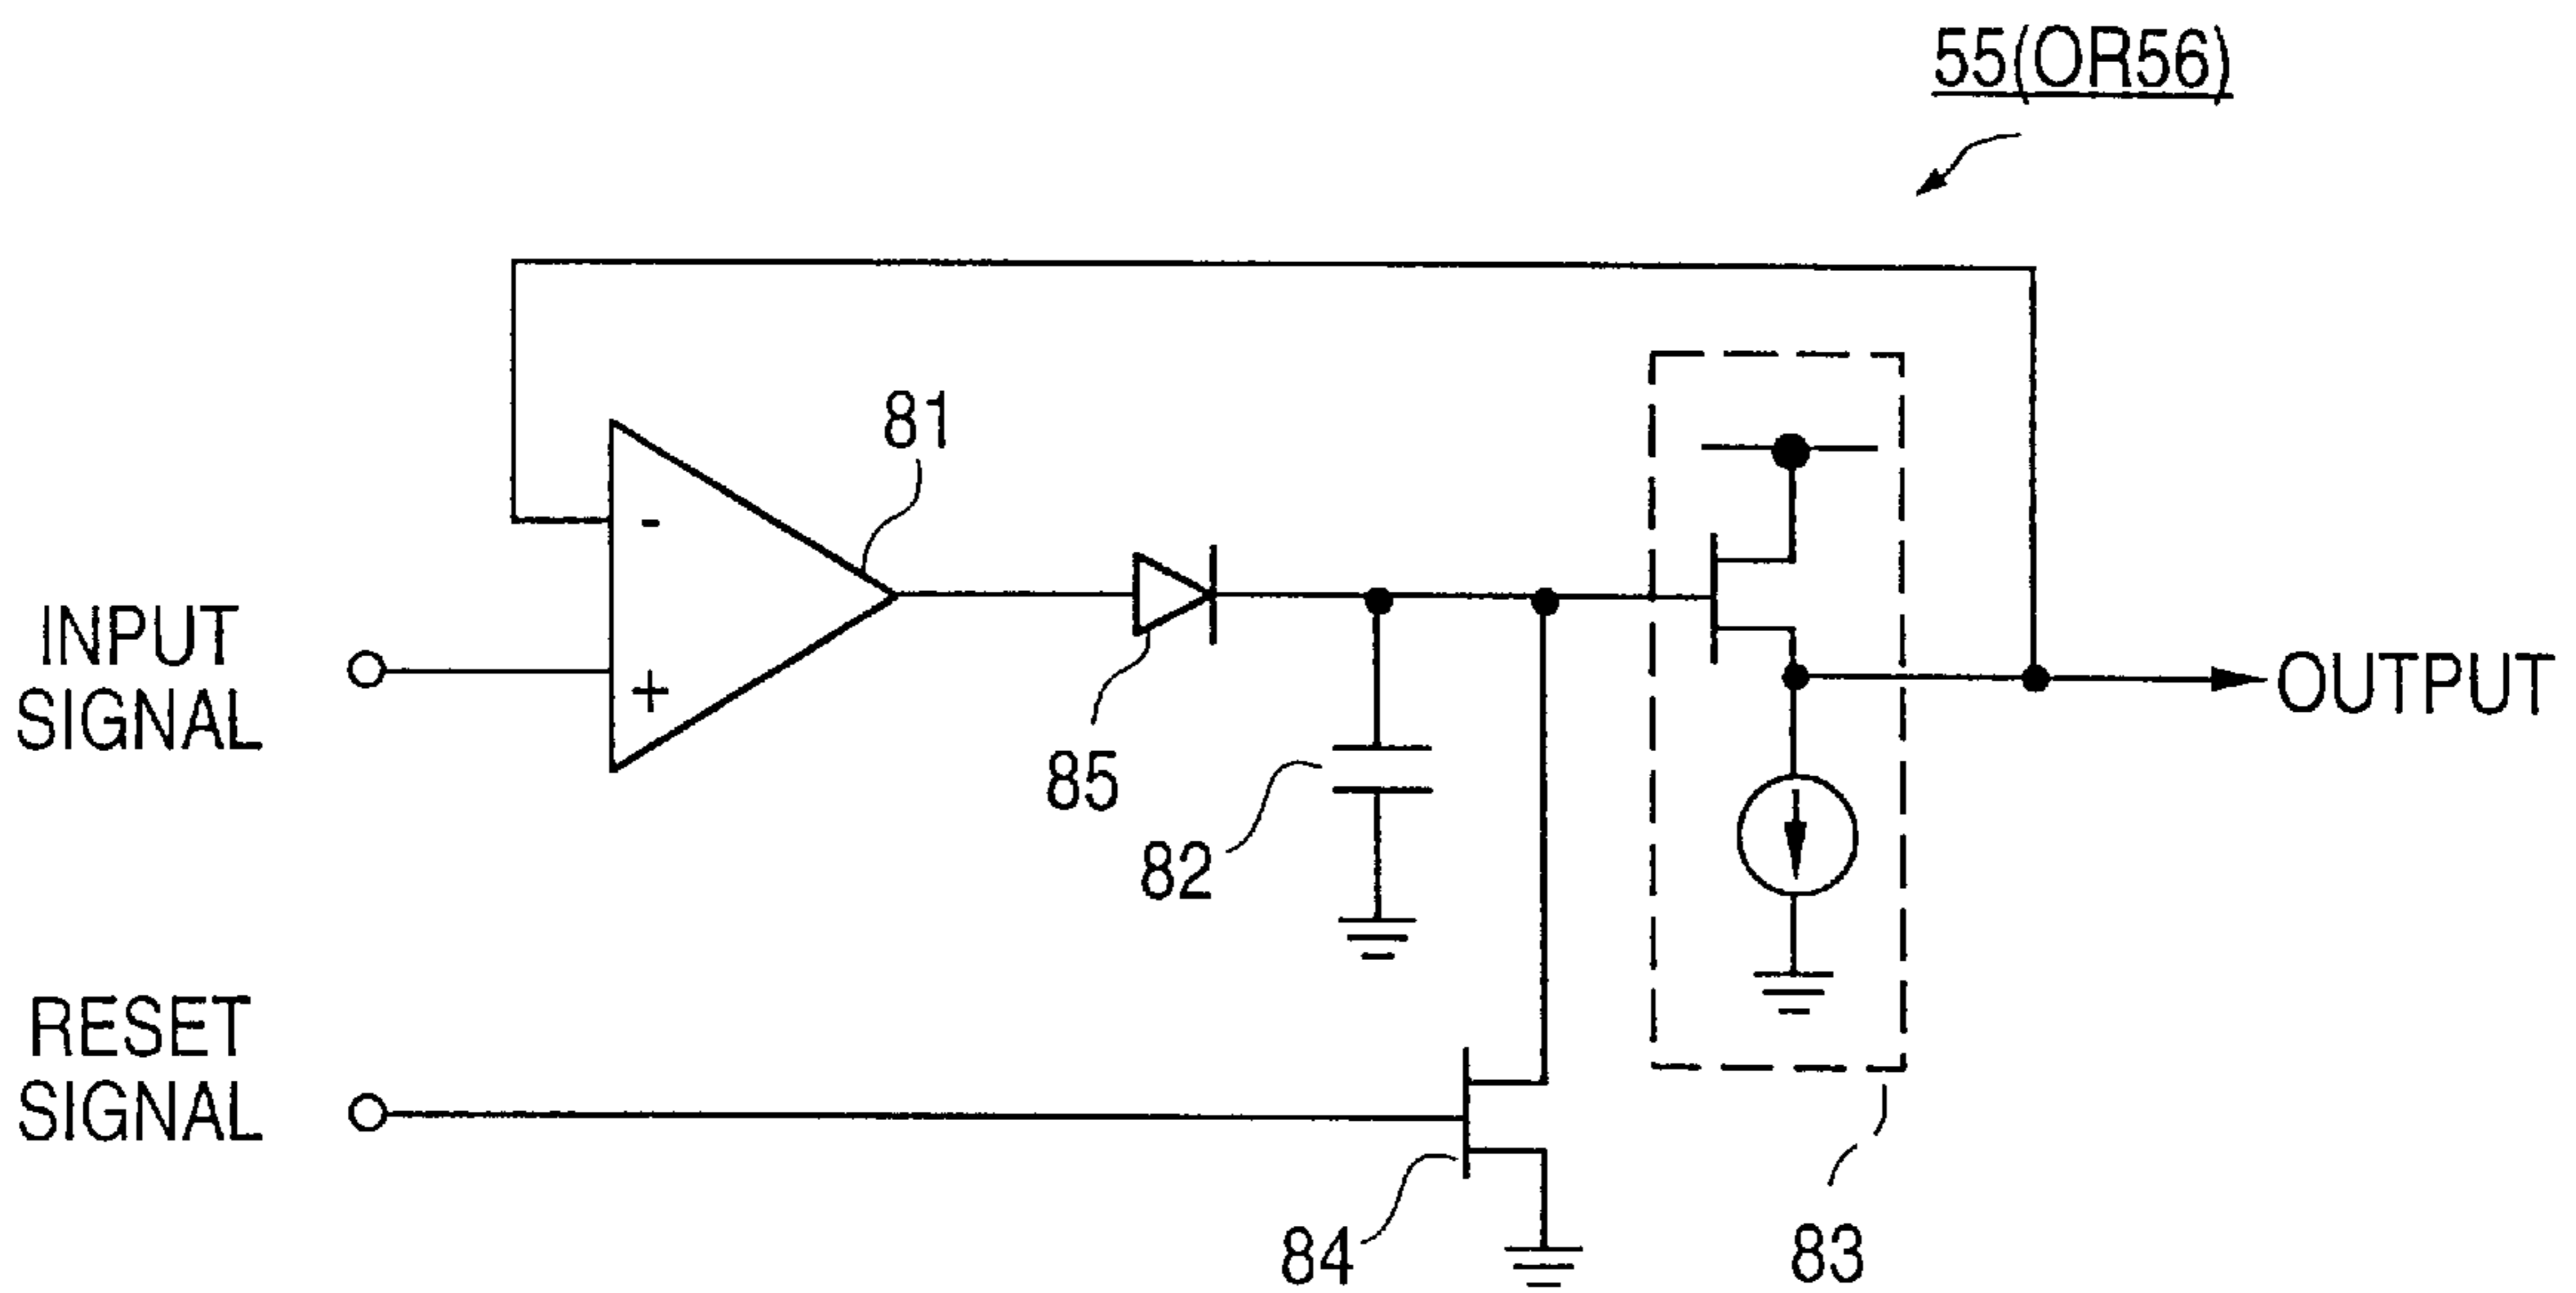 55(OR56)
81
-
+
INPUT
SIGNAL
85
82
OUTPUT
RESET
SIGNAL
84
83